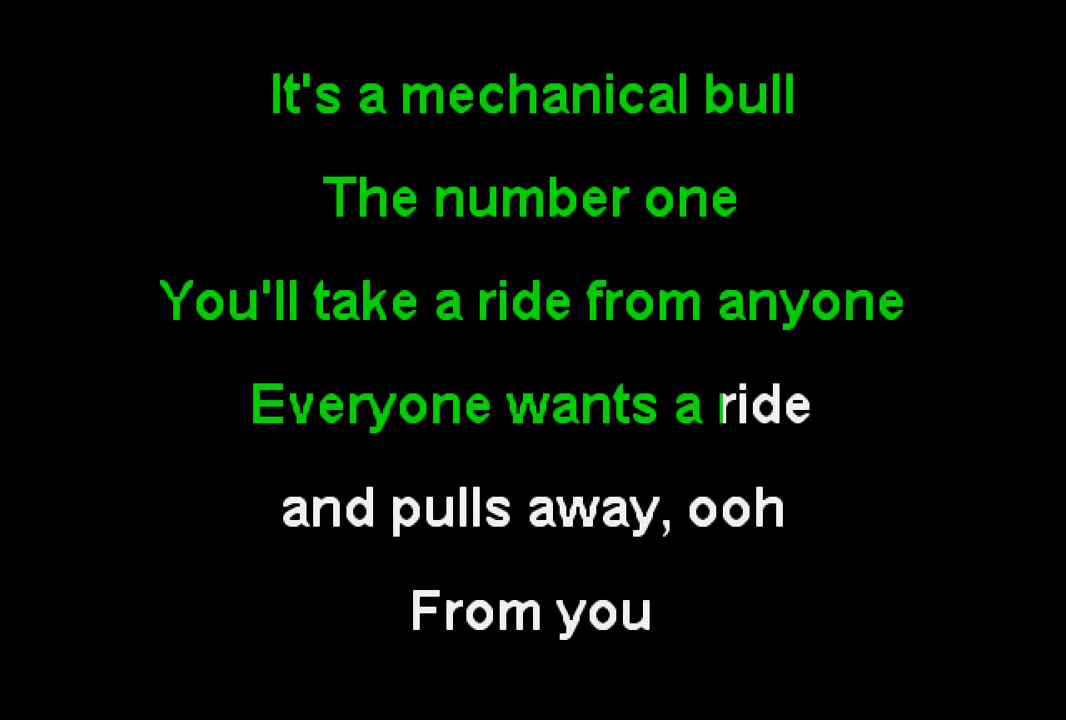 It's a mechanical bull
The number one
You'll take a ride from anyone
Everyone wants a ride
and pulls away, ooh
From you